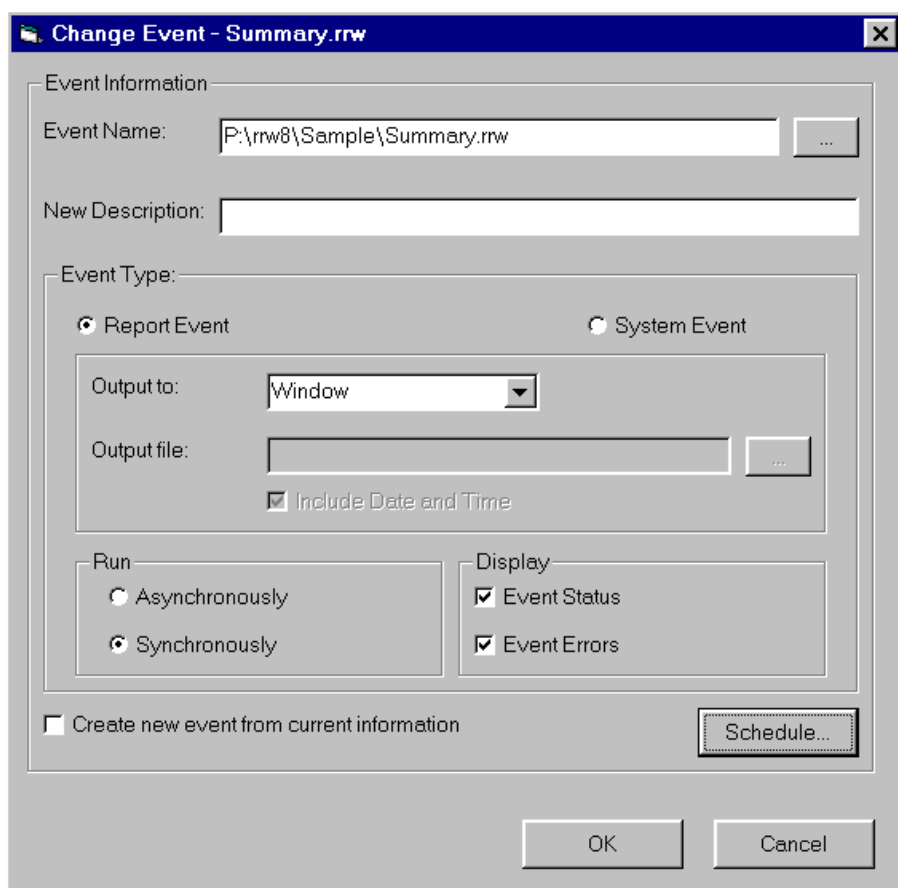 Change Event - Summary.rrw
Event Information
Event Name:
P:\rrw8\Sample\Summary.rrw
...
New Description:
Event Type:
Report Event
System Event
Output to:
Window
Output file:
...
Include Date and Time
Run
Display
Asynchronously
Event Status
Synchronously
Event Errors
Create new event from current information
Schedule...
OK
Cancel